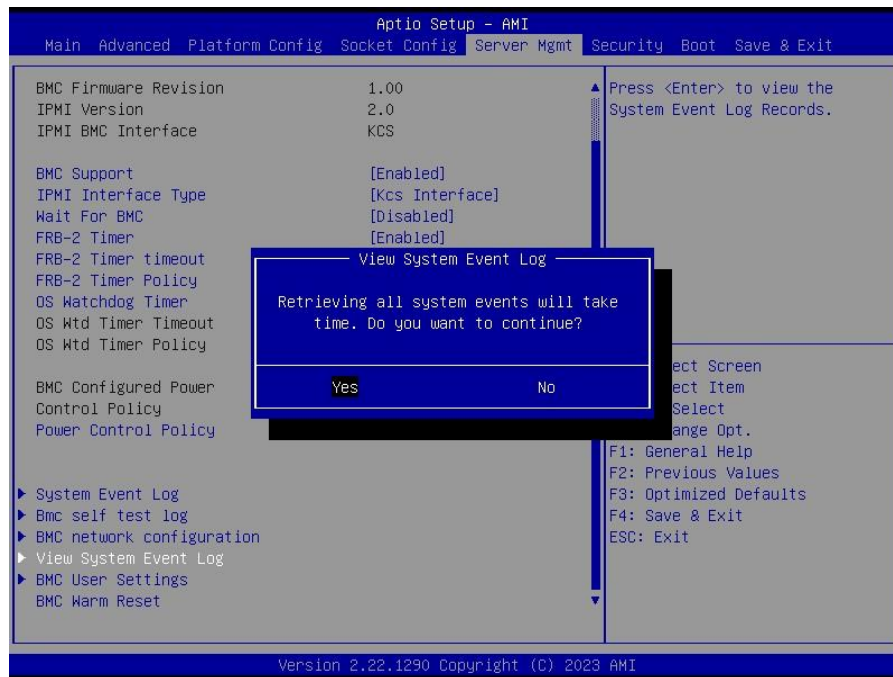 Aptio Setup – AMI
Main Advanced Platform Config Socket Config Server Mgmt Security Boot Save & Exit
BMC Firmware Revision 1.00
IPMI Version 2.0
IPMI BMC Interface KCS
BMC Support [Enabled]
IPMI Interface Type [Kcs Interface]
Wait For BMC [Disabled]
FRB-2 Timer [Enabled]
FRB-2 Timer timeout
FRB-2 Timer Policy
OS Watchdog Timer
OS Wtd Timer Timeout
OS Wtd Timer Policy
BMC Configured Power
Control Policy
Power Control Policy
System Event Log
Bmc self test log
BMC network configuration
View System Event Log
BMC User Settings
BMC Warm Reset
View System Event Log
Retrieving all system events will take
time. Do you want to continue?
Yes No
Press <Enter> to view the
System Event Log Records.
ect Screen
ect Item
Select
ange Opt.
F1: General Help
F2: Previous Values
F3: Optimized Defaults
F4: Save & Exit
ESC: Exit
Version 2.22.1290 Copyright (C) 2023 AMI